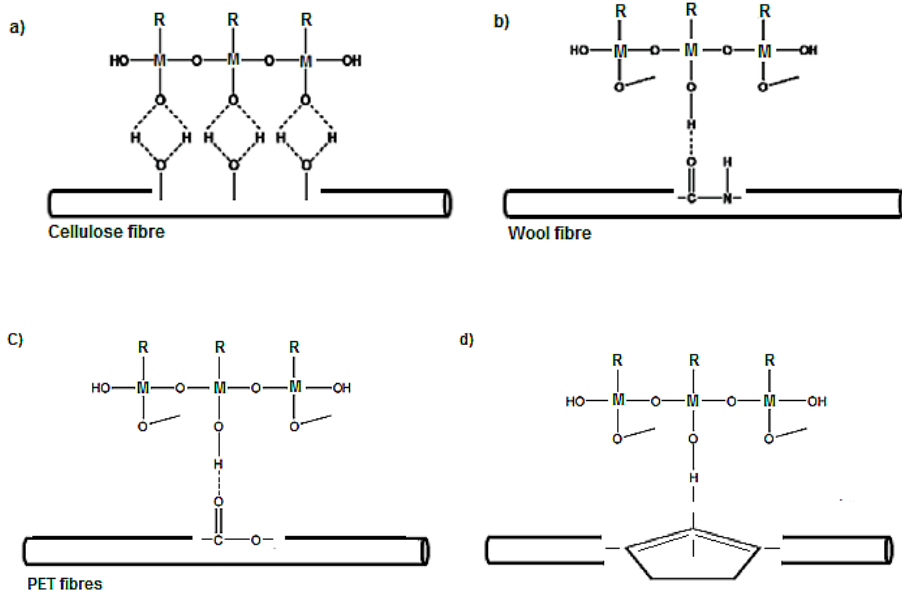 a)
R R R
HO M O M O M OH
O O O
H H H H H H
O O O
Cellulose fibre
b)
R R R
HO M O M O M OH
O O O
H
O H
C N
Wool fibre
C)
R R R
HO M O M O M OH
O O O
H
O
C O
PET fibres
d)
R R R
HO M O M O M OH
O O O
H